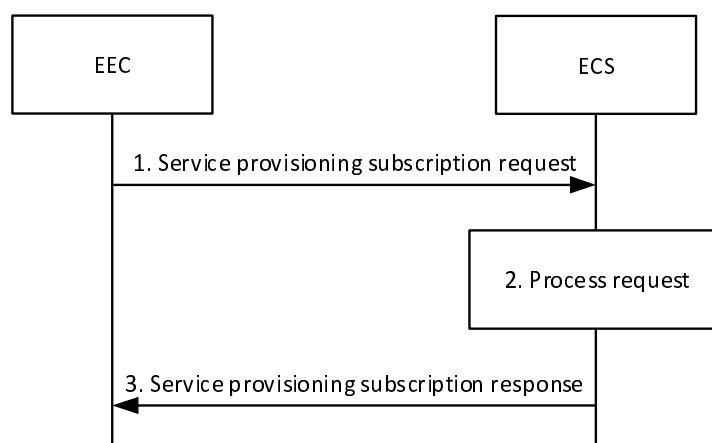 EEC
ECS
1. Service provisioning subscription request
2. Process request
3. Service provisioning subscription response